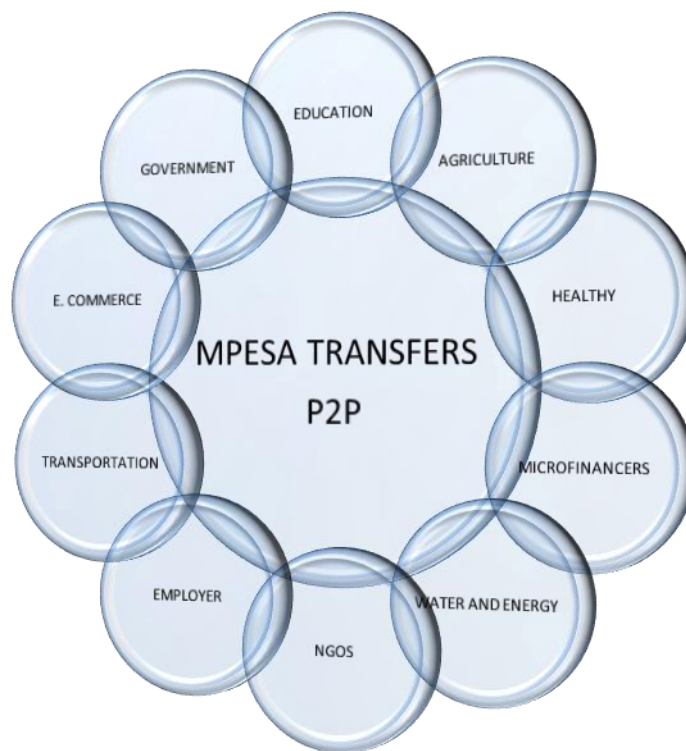 EDUCATION
AGRICULTURE
GOVERNMENT
HEALTHY
E. COMMERCE
MPESA TRANSFERS
P2P
TRANSPORTATION
MICROFINANCERS
EMPLOYER
WATER AND ENERGY
NGOS